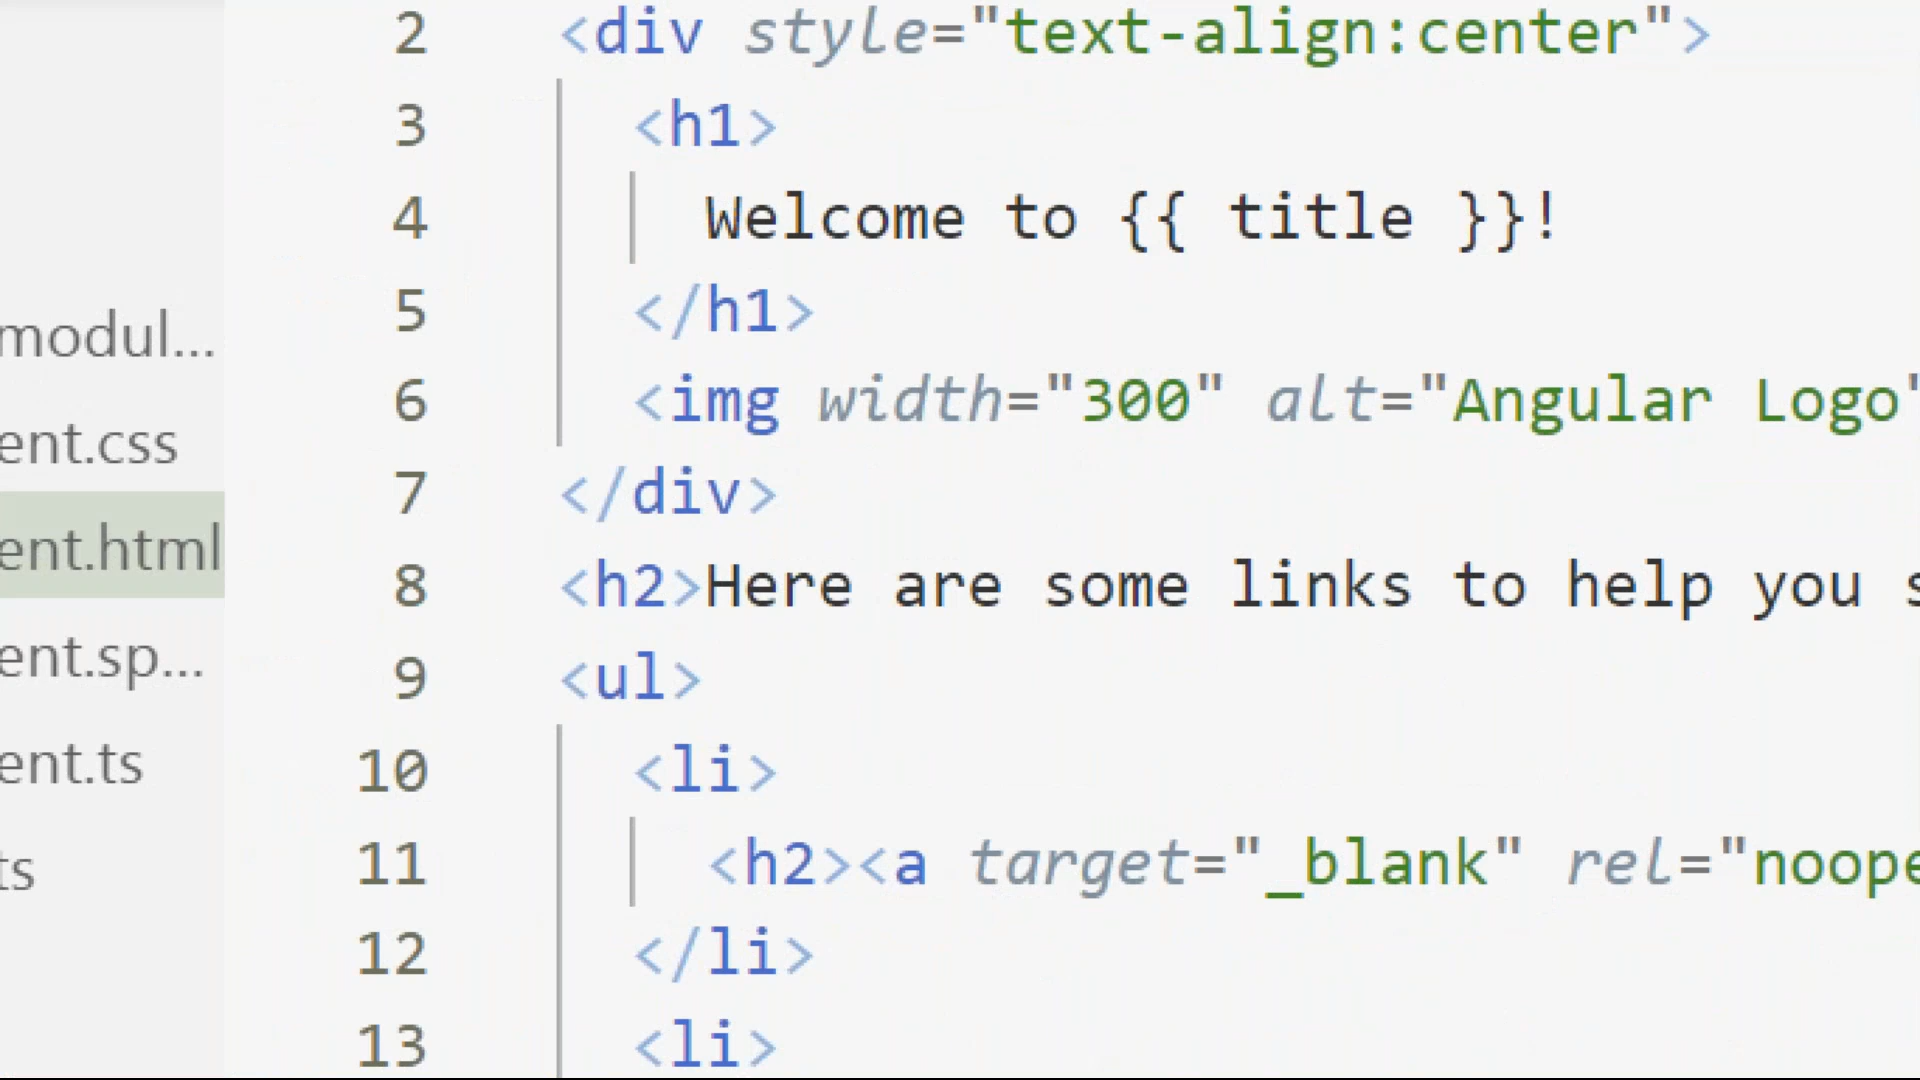 modul...
ent.css
ent.html
ent.sp...
ent.ts
ts
2 <div style="text-align:center">
3 <h1>
4 Welcome to {{ title }}!
5 </h1>
6 <img width="300" alt="Angular Logo"
7 </div>
8 <h2>Here are some links to help you s
9 <ul>
10 <li>
11 <h2><a target="_blank" rel="noope
12 </li>
13 <li>